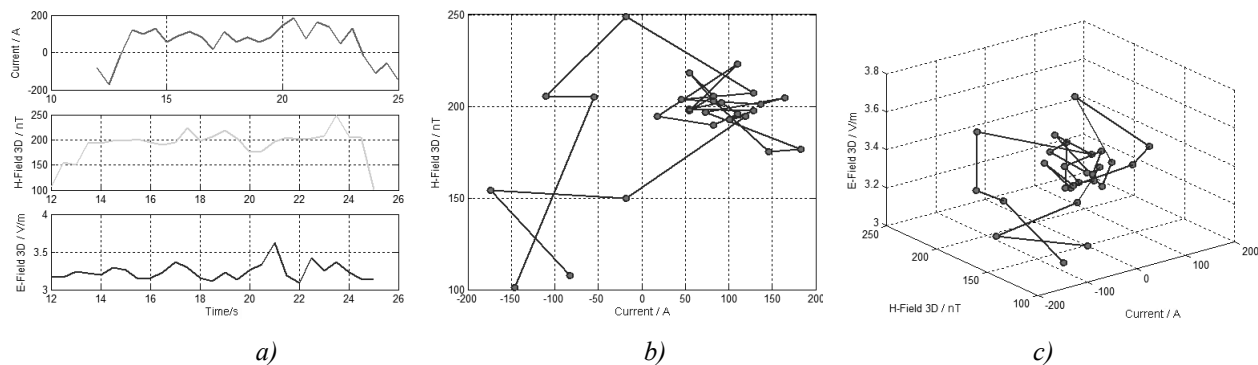 200
0
-200
Current / A
10 15 20 25
250
200
150
100
H-Field 3D / nT
12 14 16 18 20 22 24 26
4
3.5
3
E-Field 3D / V/m
12 14 16 18 20 22 24 26
Time/s
a)
250
200
150
100
H-Field 3D / nT
-200 -150 -100 -50 0 50 100 150 200
Current / A
b)
3.8
3.6
3.4
3.2
3
E-Field 3D / V/m
250
200
150
100
H-Field 3D / nT
-200
-100
0
100
200
Current / A
c)